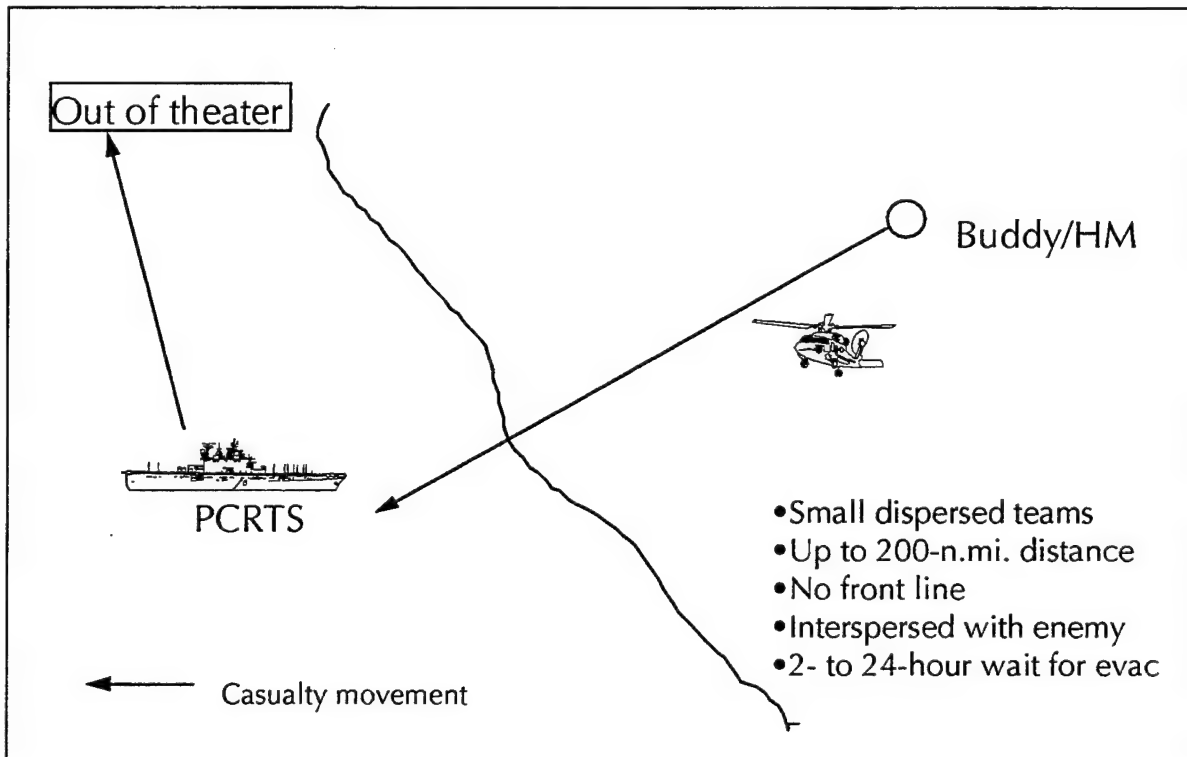 Out of theater
Buddy/HM
PCRTS
•Small dispersed teams
•Up to 200-n.mi. distance
•No front line
•Interspersed with enemy
•2- to 24-hour wait for evac
Casualty movement